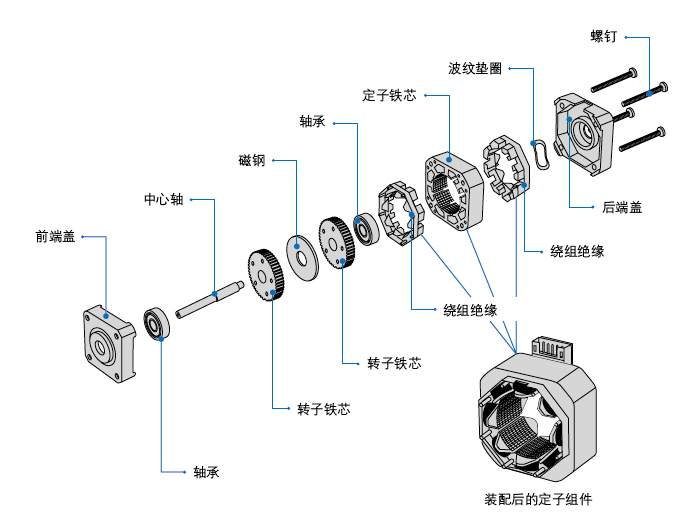 螺钉
波纹垫圈
定子铁芯
轴承
磁钢
中心轴
后端盖
前端盖
绕组绝缘
绕组绝缘
转子铁芯
转子铁芯
轴承
装配后的定子组件